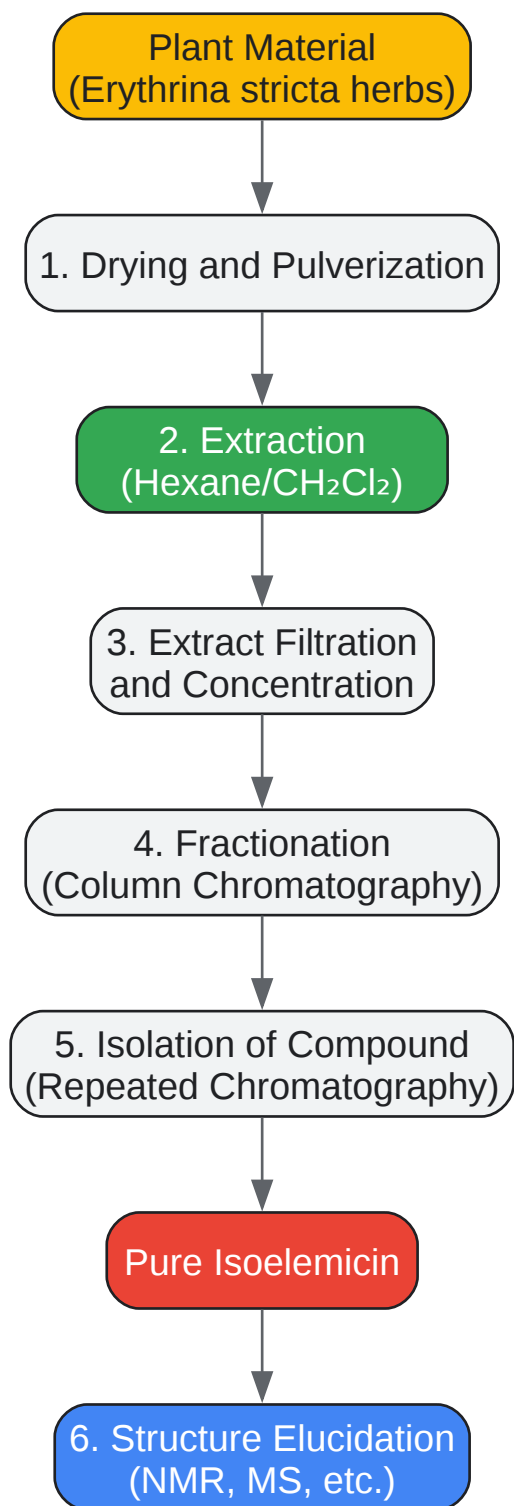 Plant Material
(Erythrina stricta herbs)
1. Drying and Pulverization
2. Extraction
(Hexane/CH₂Cl₂)
3. Extract Filtration
and Concentration
4. Fractionation
(Column Chromatography)
5. Isolation of Compound
(Repeated Chromatography)
Pure Isoelemicin
6. Structure Elucidation
(NMR, MS, etc.)